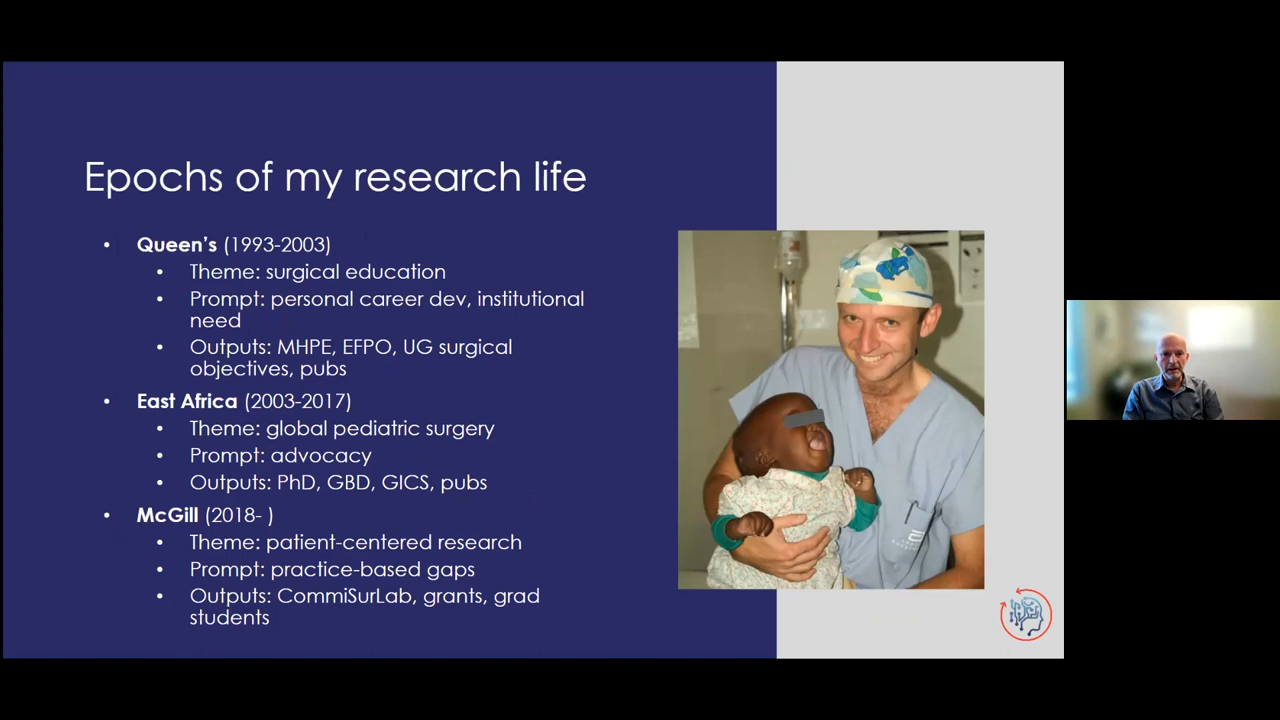 Epochs of my research life
• Queen's (1993-2003)
• Theme: surgical education
• Prompt: personal career dev, institutional
need
• Outputs: MHPE, EFPO, UG surgical
objectives, pubs
• East Africa (2003-2017)
• Theme: global pediatric surgery
• Prompt: advocacy
• Outputs: PhD, GBD, GICS, pubs
• McGill (2018- )
• Theme: patient-centered research
• Prompt: practice-based gaps
• Outputs: CommiSurLab, grants, grad
students